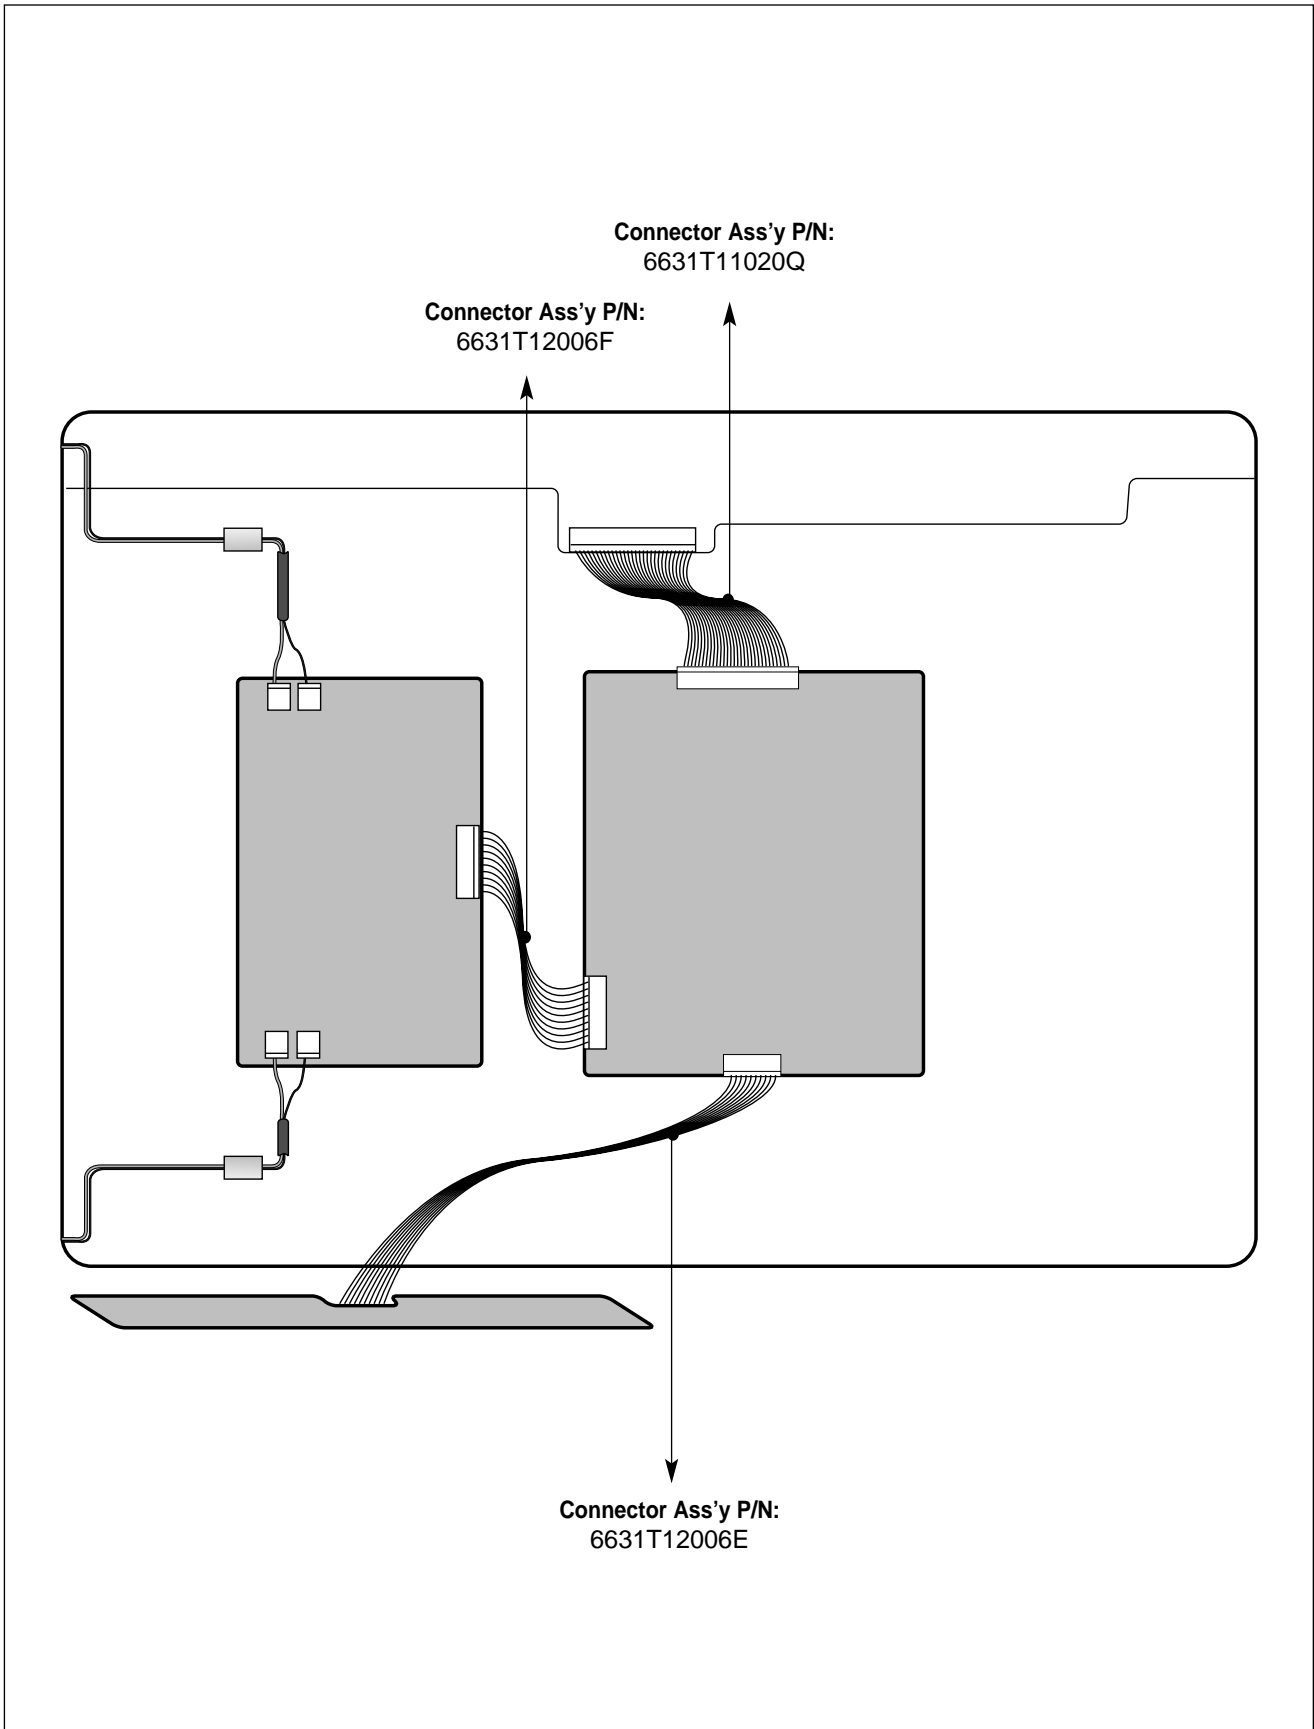 Connector Ass’y P/N:
6631T11020Q
Connector Ass’y P/N:
6631T12006F
Connector Ass’y P/N:
6631T12006E